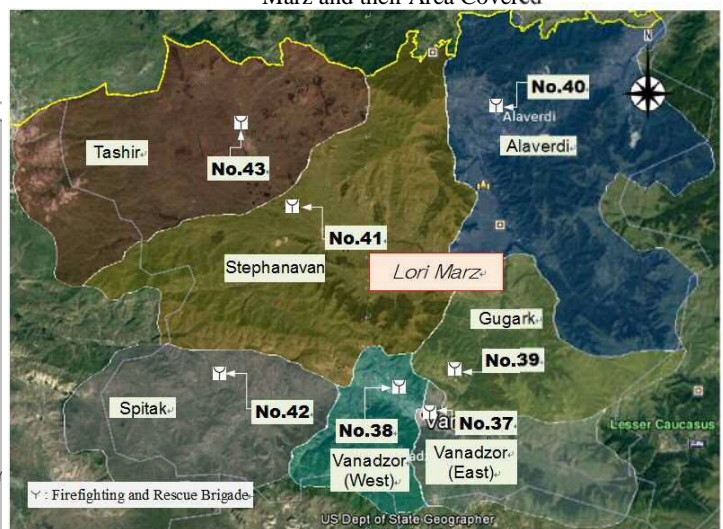 Marz and their Area Covered
N
No.40
Alaverdi
Alaverdi
Tashir
No.43
No.41
Stephanavan
Lori Marz
Gugark
No.39
Spitak
No.42
No.38
No.37
Lesser Caucasus
Vanadzor
(West)
Vanadzor
(East)
: Firefighting and Rescue Brigade
US Dept of State Geographer